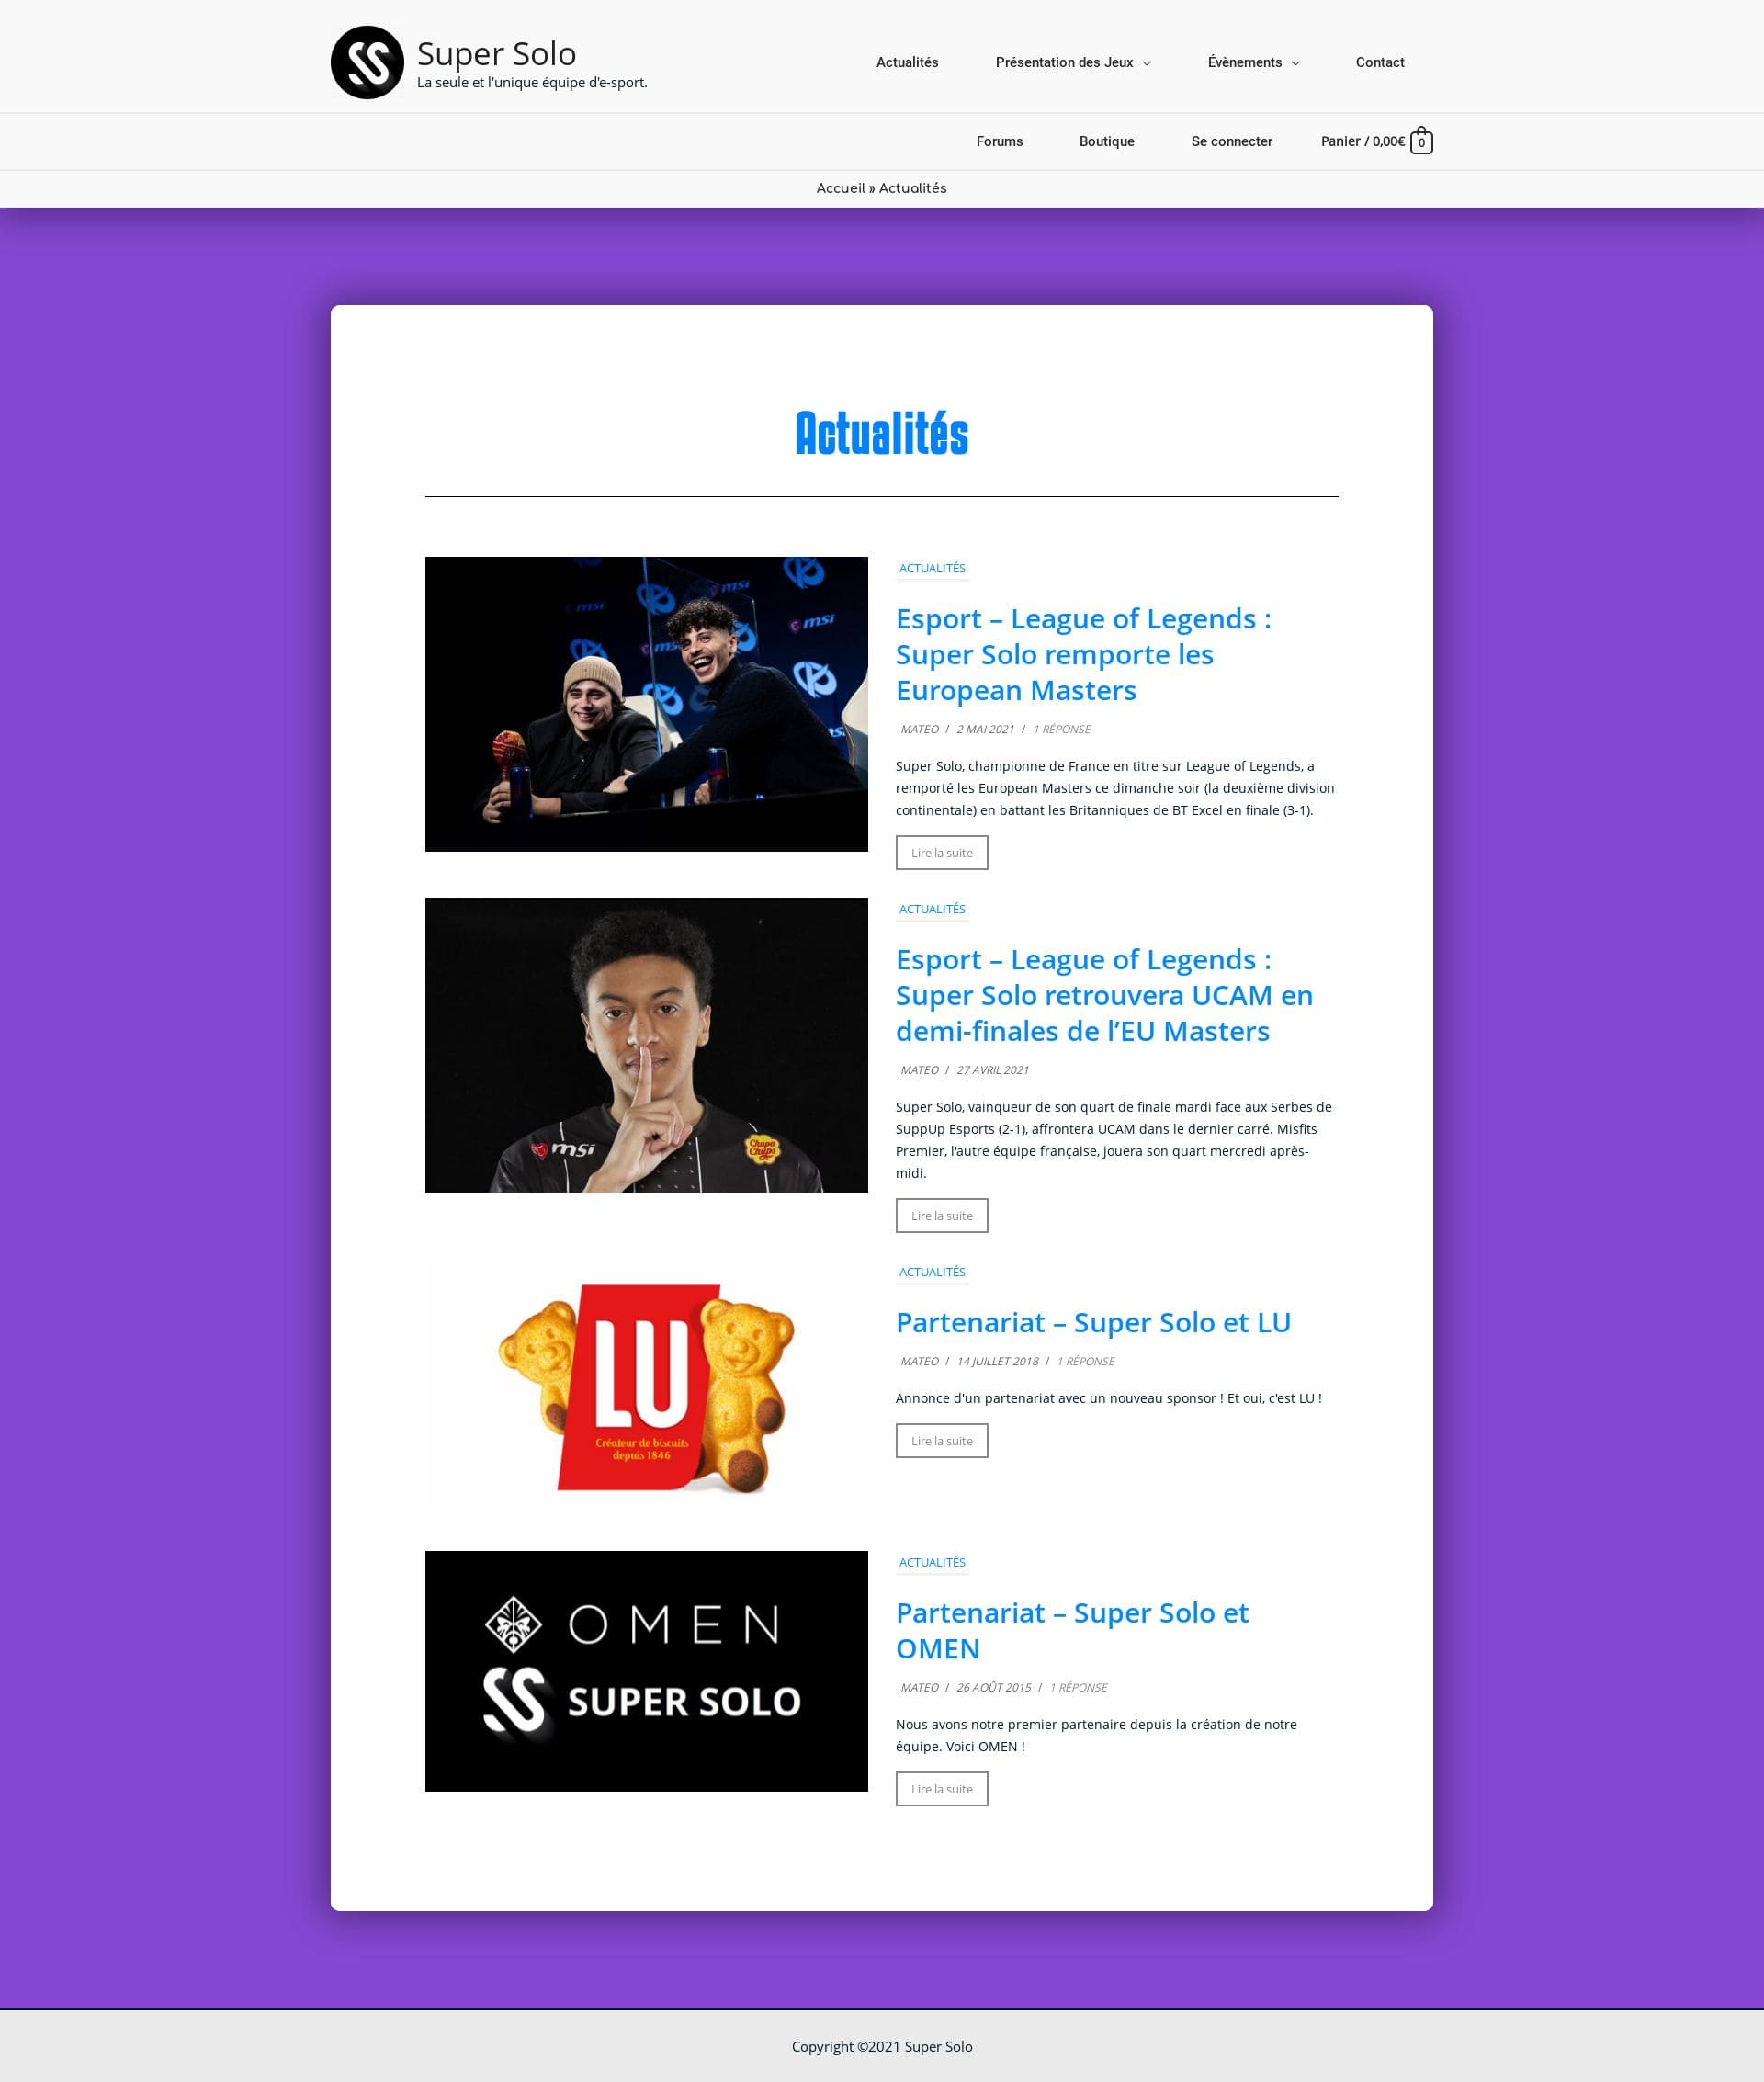 Super Solo
La seule et l'unique équipe d'e-sport.
Actualités
Présentation des Jeux
Évènements
Contact
Forums
Boutique
Se connecter
Panier / 0,00€ 0
Accueil » Actualités
Actualités
msi
msi
msi
msi
ACTUALITÉS
Esport – League of Legends :
Super Solo remporte les
European Masters
MATEO / 2 MAI 2021 / 1 RÉPONSE
Super Solo, championne de France en titre sur League of Legends, a
remporté les European Masters ce dimanche soir (la deuxième division
continentale) en battant les Britanniques de BT Excel en finale (3-1).
Lire la suite
msi
Chupa
Chups
ACTUALITÉS
Esport – League of Legends :
Super Solo retrouvera UCAM en
demi-finales de l’EU Masters
MATEO / 27 AVRIL 2021
Super Solo, vainqueur de son quart de finale mardi face aux Serbes de
SuppUp Esports (2-1), affrontera UCAM dans le dernier carré. Misfits
Premier, l'autre équipe française, jouera son quart mercredi après-
midi.
Lire la suite
LU
Créateur de biscuits
depuis 1846
ACTUALITÉS
Partenariat – Super Solo et LU
MATEO / 14 JUILLET 2018 / 1 RÉPONSE
Annonce d'un partenariat avec un nouveau sponsor ! Et oui, c'est LU !
Lire la suite
OMEN
SUPER SOLO
ACTUALITÉS
Partenariat – Super Solo et
OMEN
MATEO / 26 AOÛT 2015 / 1 RÉPONSE
Nous avons notre premier partenaire depuis la création de notre
équipe. Voici OMEN !
Lire la suite
Copyright ©2021 Super Solo